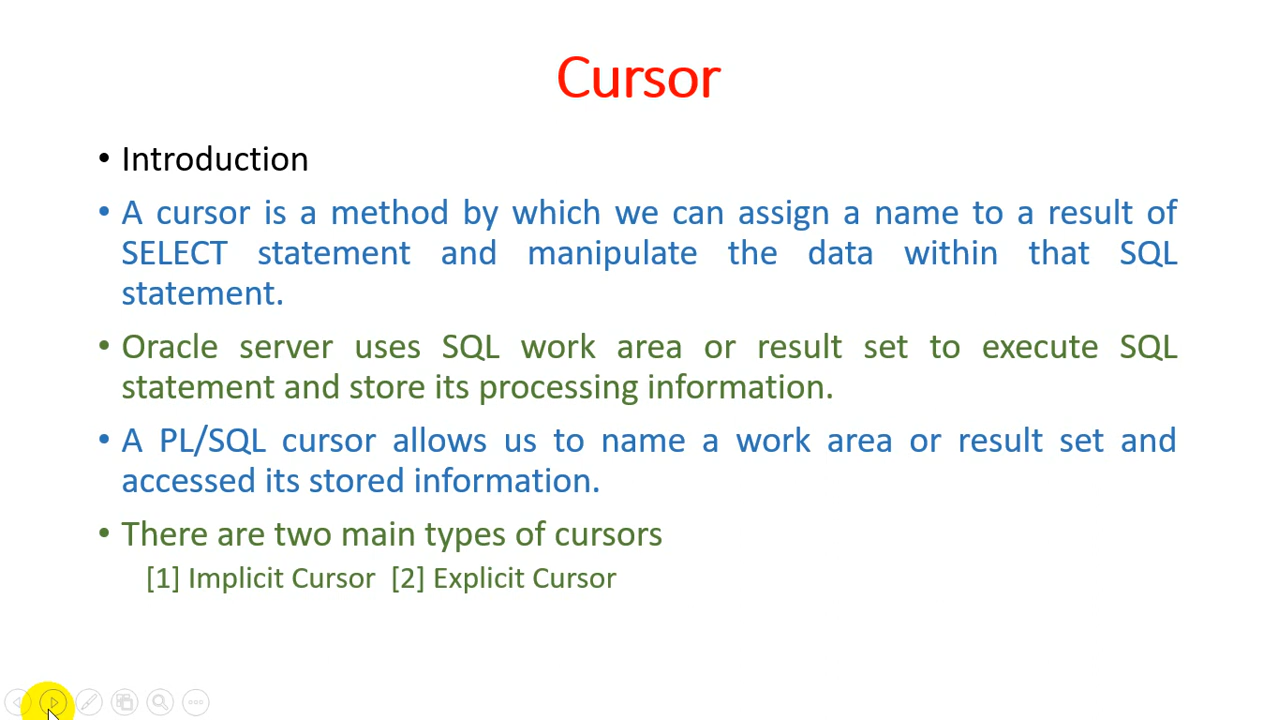 Cursor
• Introduction
• A cursor is a method by which we can assign a name to a result of
SELECT statement and manipulate the data within that SQL
statement.
• Oracle server uses SQL work area or result set to execute SQL
statement and store its processing information.
• A PL/SQL cursor allows us to name a work area or result set and
accessed its stored information.
• There are two main types of cursors
[1] Implicit Cursor [2] Explicit Cursor